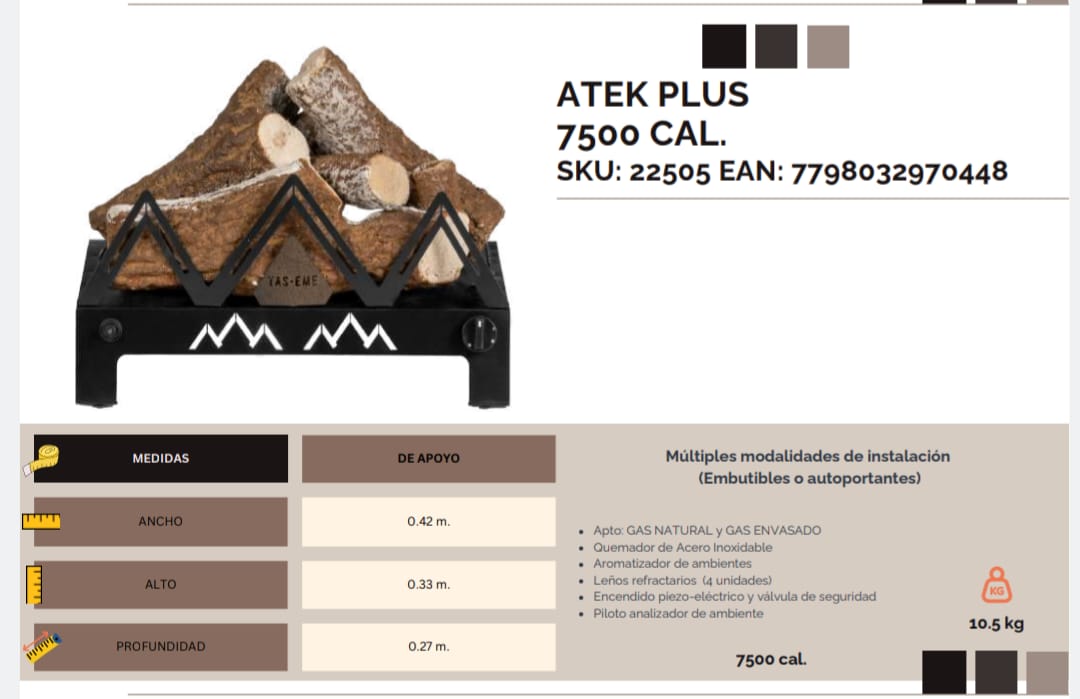 ATEK PLUS
7500 CAL.
SKU: 22505 EAN: 7798032970448
YAS-EME
MEDIDAS
DE APOYO
ANCHO
0.42 m.
ALTO
0.33 m.
PROFUNDIDAD
0.27 m.
Múltiples modalidades de instalación
(Embutibles o autoportantes)
• Apto: GAS NATURAL y GAS ENVASADO
• Quemador de Acero Inoxidable
• Aromatizador de ambientes
• Leños refractarios (4 unidades)
• Encendido piezo-eléctrico y válvula de seguridad
• Piloto analizador de ambiente
7500 cal.
KG
10.5 kg